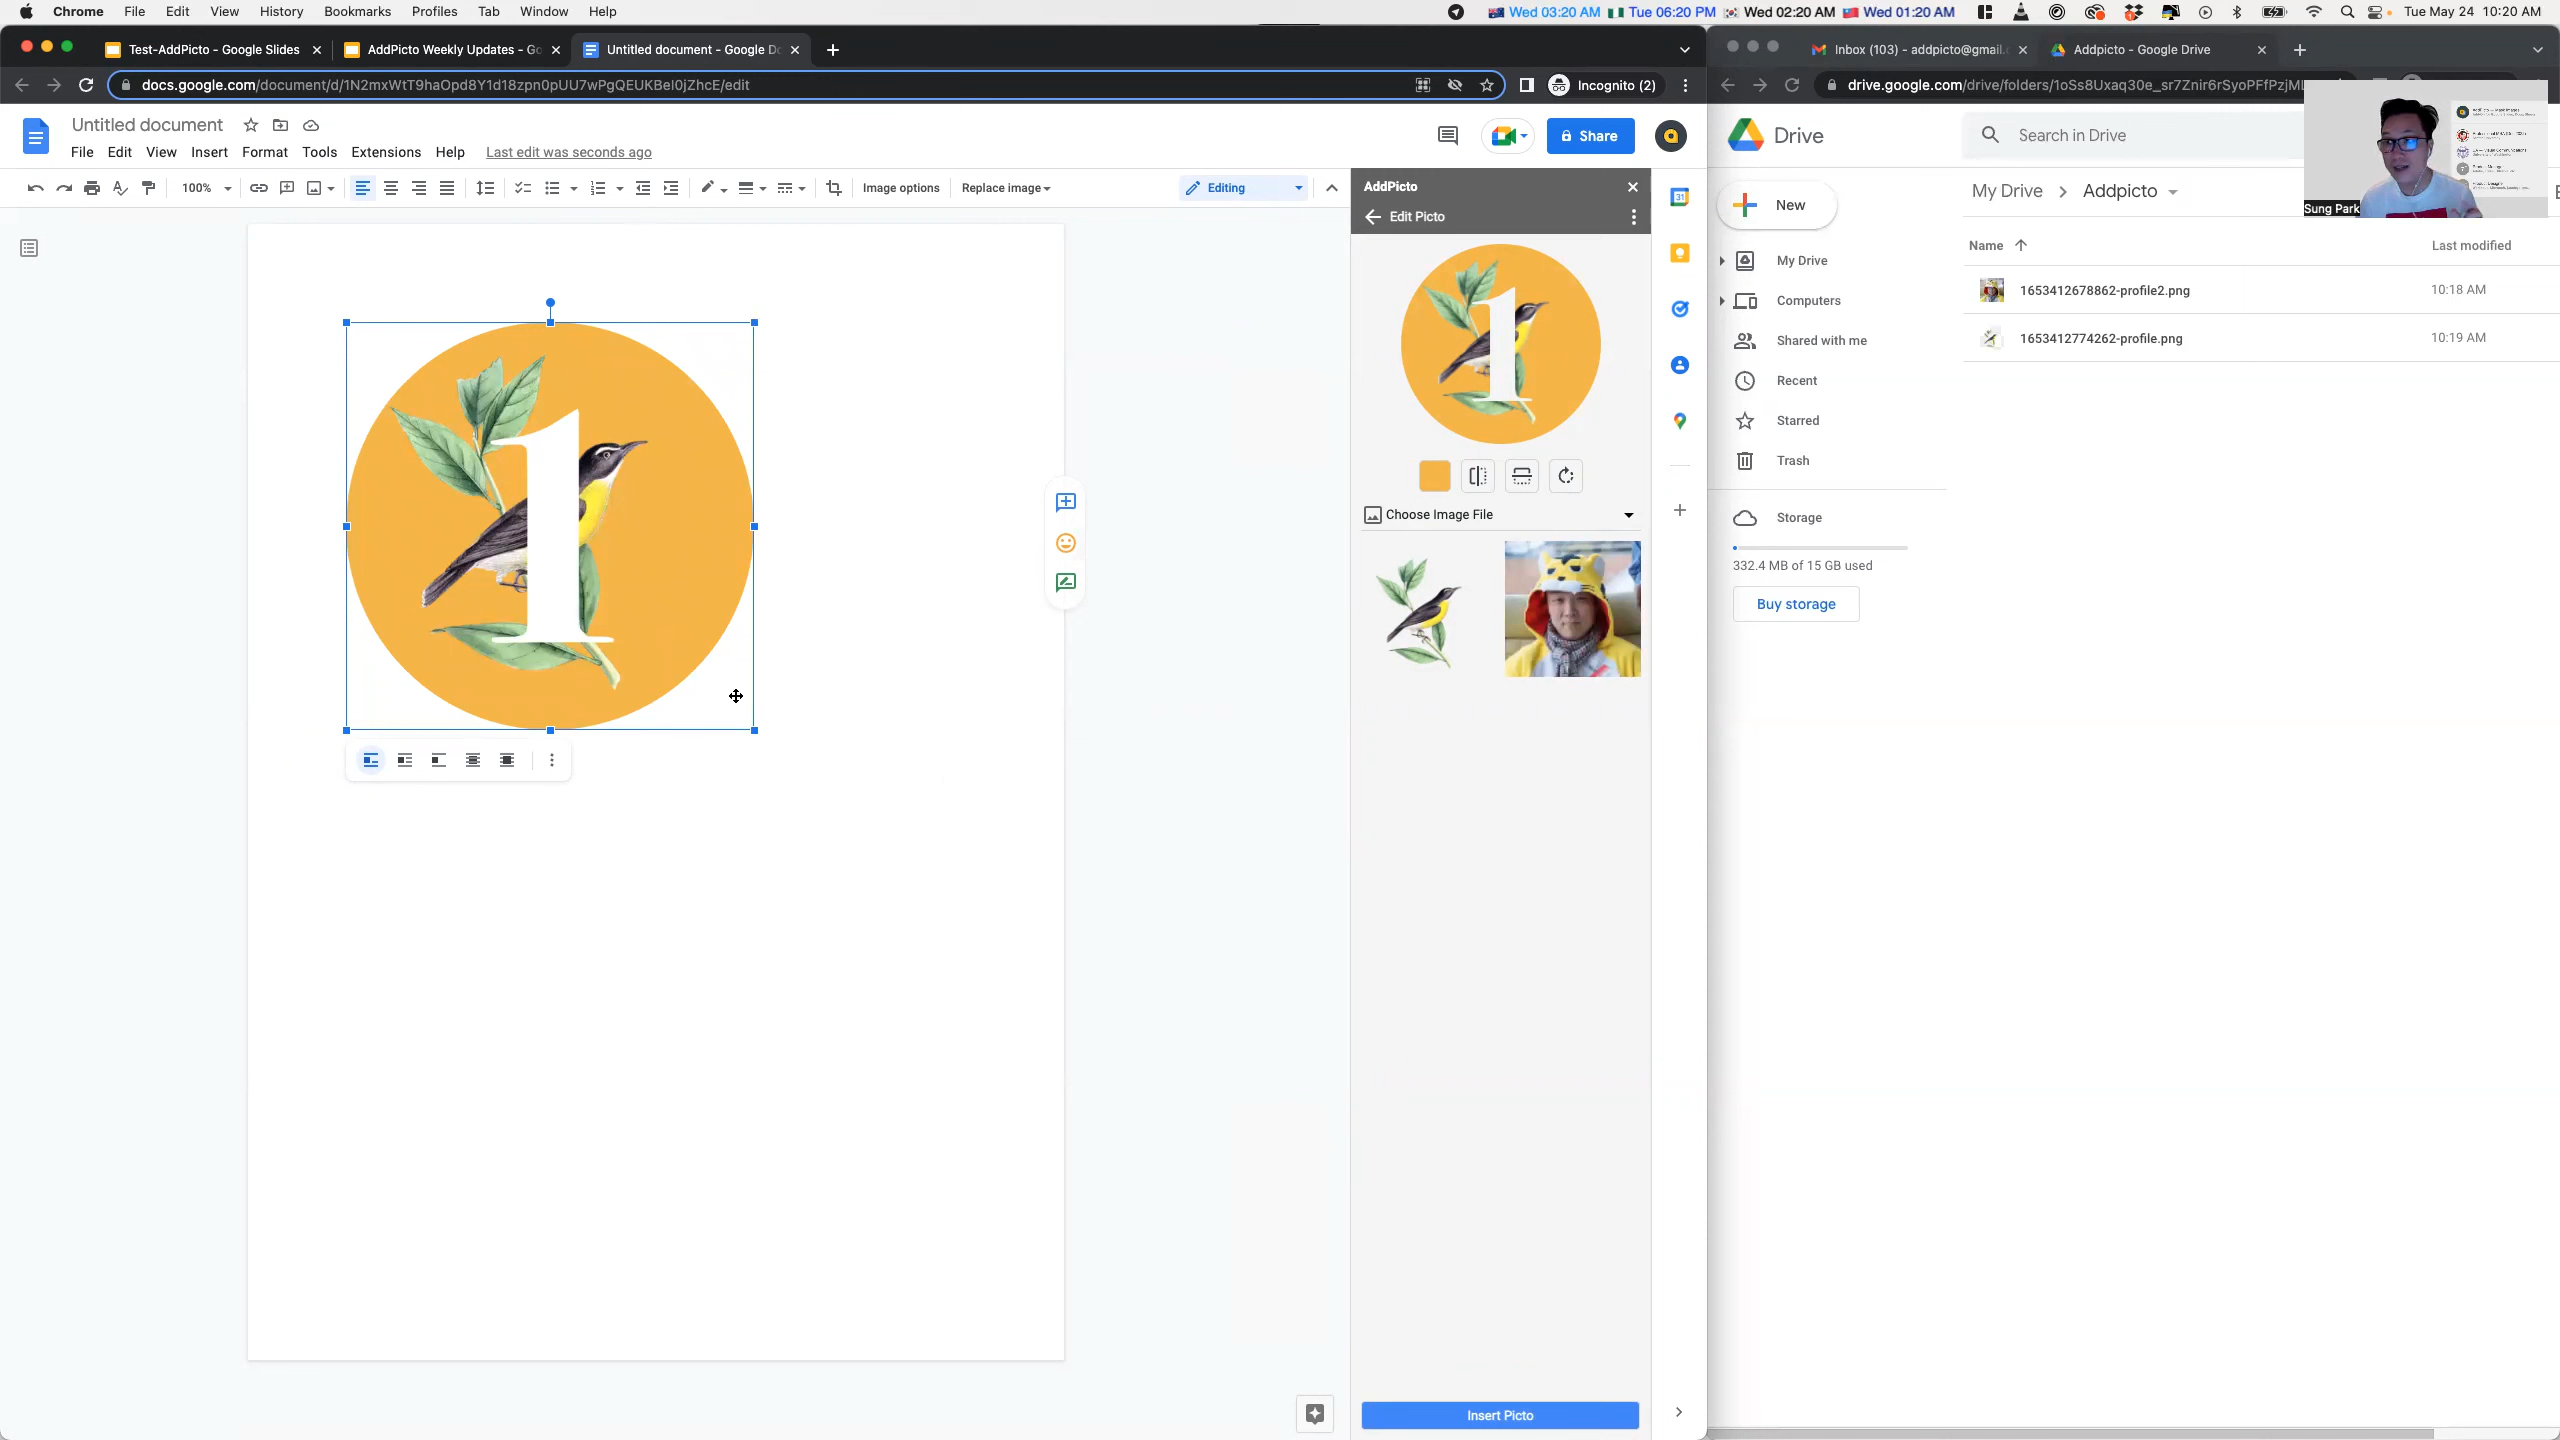 Chrome File Edit View History Bookmarks Profiles Tab Window Help
Wed 03:20 AM Tue 06:20 PM Wed 02:20 AM Wed 01:20 AM Tue May 24 10:20 AM
Test-AddPicto - Google Slides
AddPicto Weekly Updates - Go
Untitled document - Google Do
docs.google.com/document/d/1N2mxWtT9haOpd8Y1d18zpn0pUU7wPgQEUKBeI0jZhcE/edit
Incognito (2)
Untitled document
File Edit View Insert Format Tools Extensions Help Last edit was seconds ago
Share
100%
Image options
Replace image
Editing
1
AddPicto
Edit Picto
1
Choose Image File
Insert Picto
Inbox (103) - addpicto@gmail.c
Addpicto - Google Drive
drive.google.com/drive/folders/1oSs8Uxaq30e_sr7Znir6rSyoPFfPzjML
Drive
Search in Drive
Sung Park
New
My Drive
Computers
Shared with me
Recent
Starred
Trash
Storage
332.4 MB of 15 GB used
Buy storage
My Drive > Addpicto
Name Last modified
1653412678862-profile2.png 10:18 AM
1653412774262-profile.png 10:19 AM